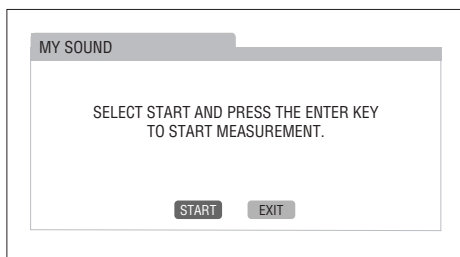 MY SOUND
SELECT START AND PRESS THE ENTER KEY
TO START MEASUREMENT.
START EXIT